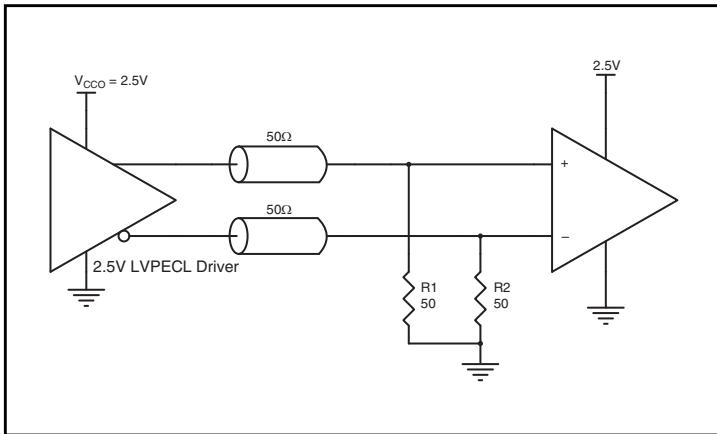 V_CCO = 2.5V
2.5V
50Ω
+
50Ω
–
2.5V LVPECL Driver
R1
50
R2
50